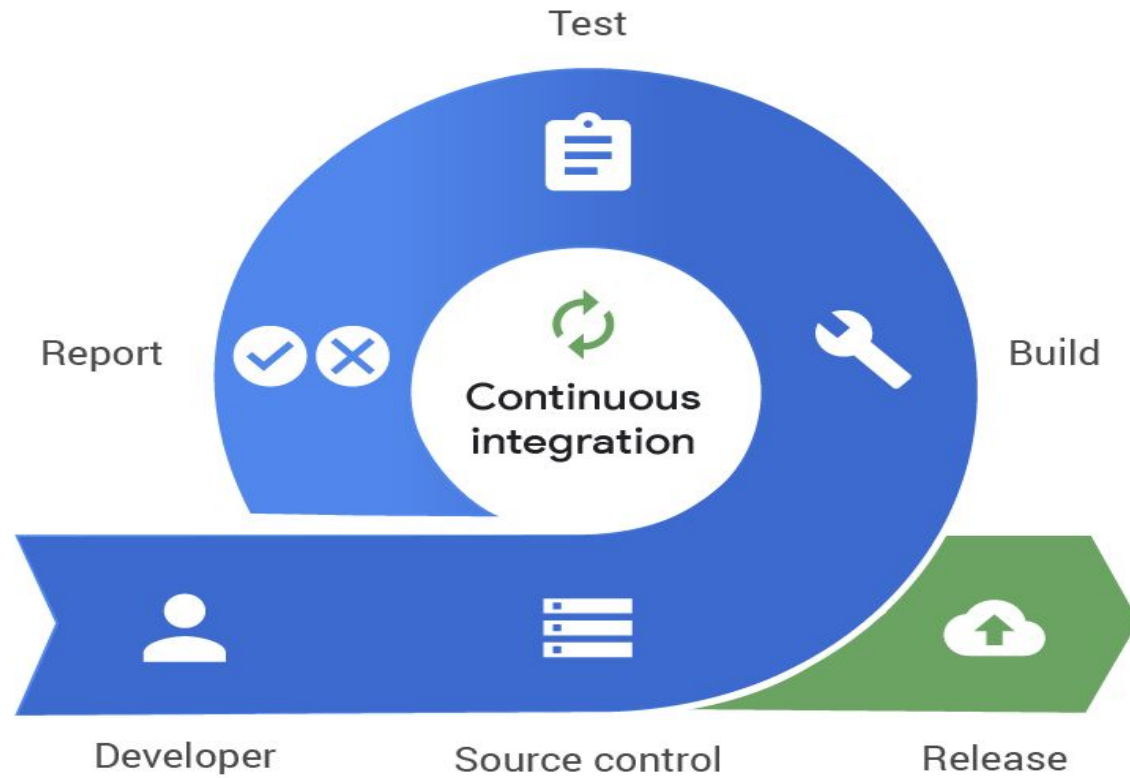 Test
Report
Continuous
integration
Build
Developer
Source control
Release